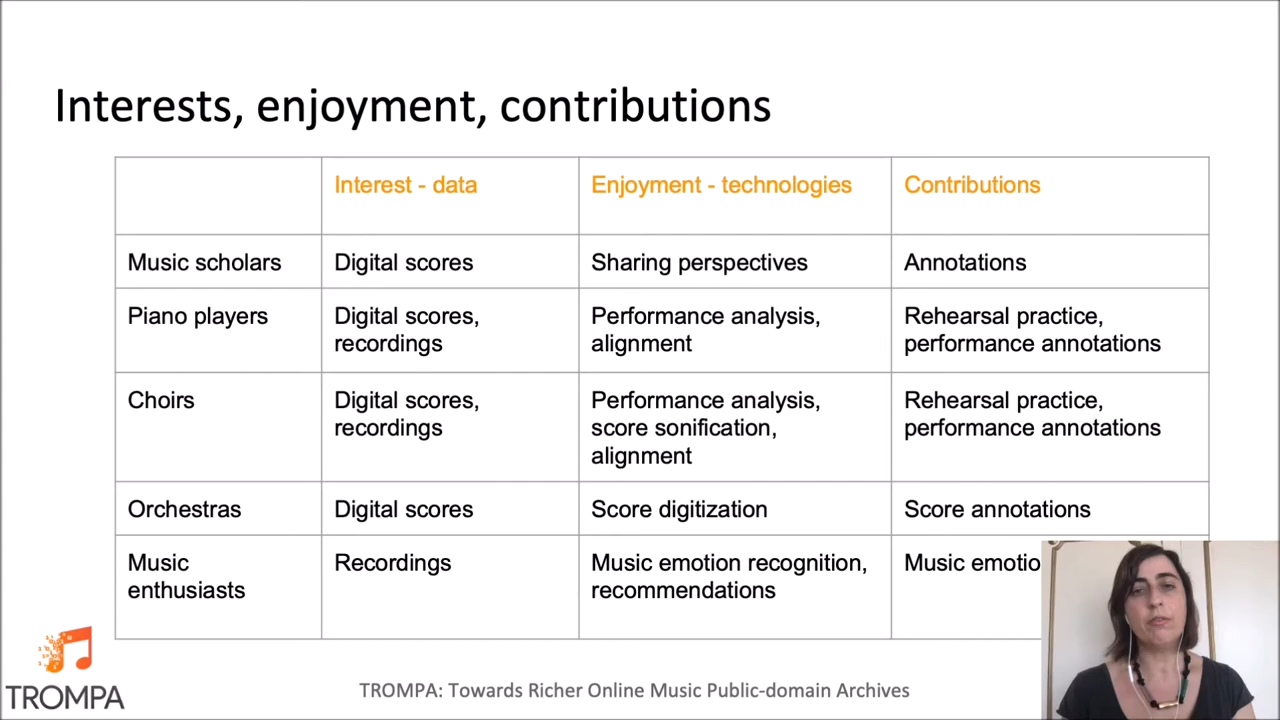 Interests, enjoyment, contributions
Interest - data
Enjoyment - technologies
Contributions
Music scholars
Digital scores
Sharing perspectives
Annotations
Piano players
Digital scores,
recordings
Performance analysis,
alignment
Rehearsal practice,
performance annotations
Choirs
Digital scores,
recordings
Performance analysis,
score sonification,
alignment
Rehearsal practice,
performance annotations
Orchestras
Digital scores
Score digitization
Score annotations
Music
enthusiasts
Recordings
Music emotion recognition,
recommendations
Music
TROMPA
TROMPA: Towards Richer Online Music Public-domain Archives